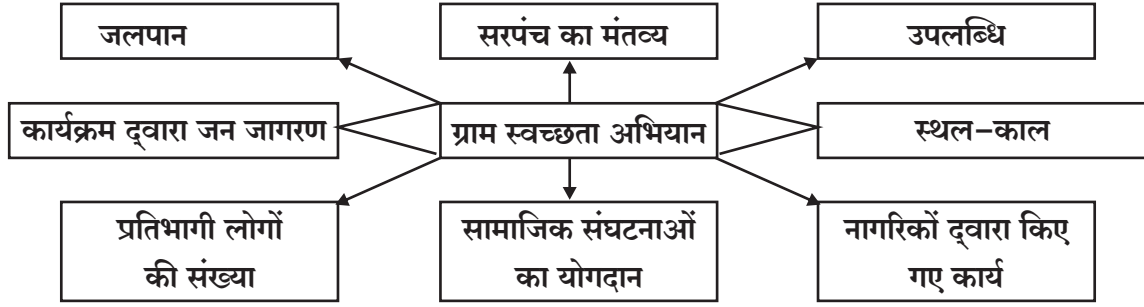 जलपान
सरपंच का मंतव्य
उपलब्धि
कार्यक्रम द्‌वारा जन जागरण
ग्राम स्वच्छता अभियान
स्थल-काल
प्रतिभागी लोगों
की संख्या
सामाजिक संघटनाओं
का योगदान
नागरिकों द्‌वारा किए
गए कार्य